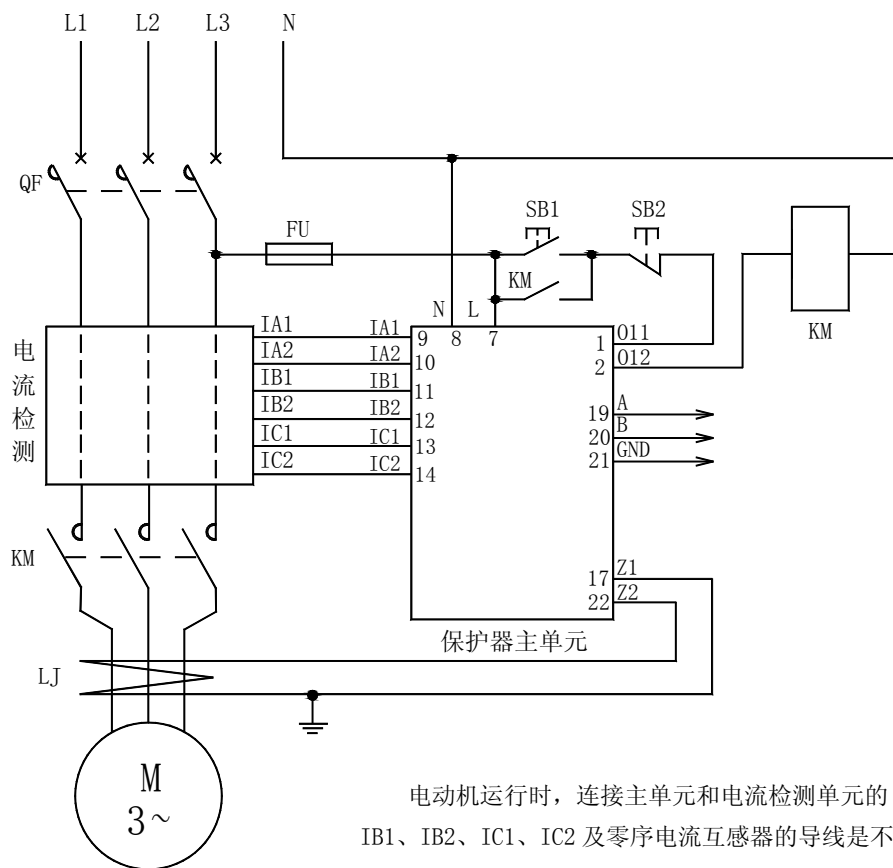 L1 L2 L3 N
QF
FU
SB1 SB2
KM
N L
KM
8 7
电流检测
IA1 IA1 9
IA2 IA2 10
IB1 IB1 11
IB2 IB2 12
IC1 IC1 13
IC2 IC2 14
1 O11
2 O12
19 A
20 B
21 GND
KM
17 Z1
22 Z2
保护器主单元
LJ
M
3~
电动机运行时，连接主单元和电流检测单元的
IB1、IB2、IC1、IC2 及零序电流互感器的导线是不